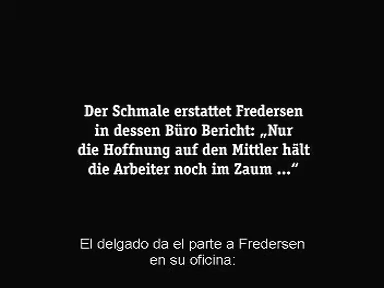 Der Schmale erstattet Fredersen
in dessen Büro Bericht: „Nur
die Hoffnung auf den Mittler hält
die Arbeiter noch im Zaum ...“
El delgado da el parte a Fredersen
en su oficina: